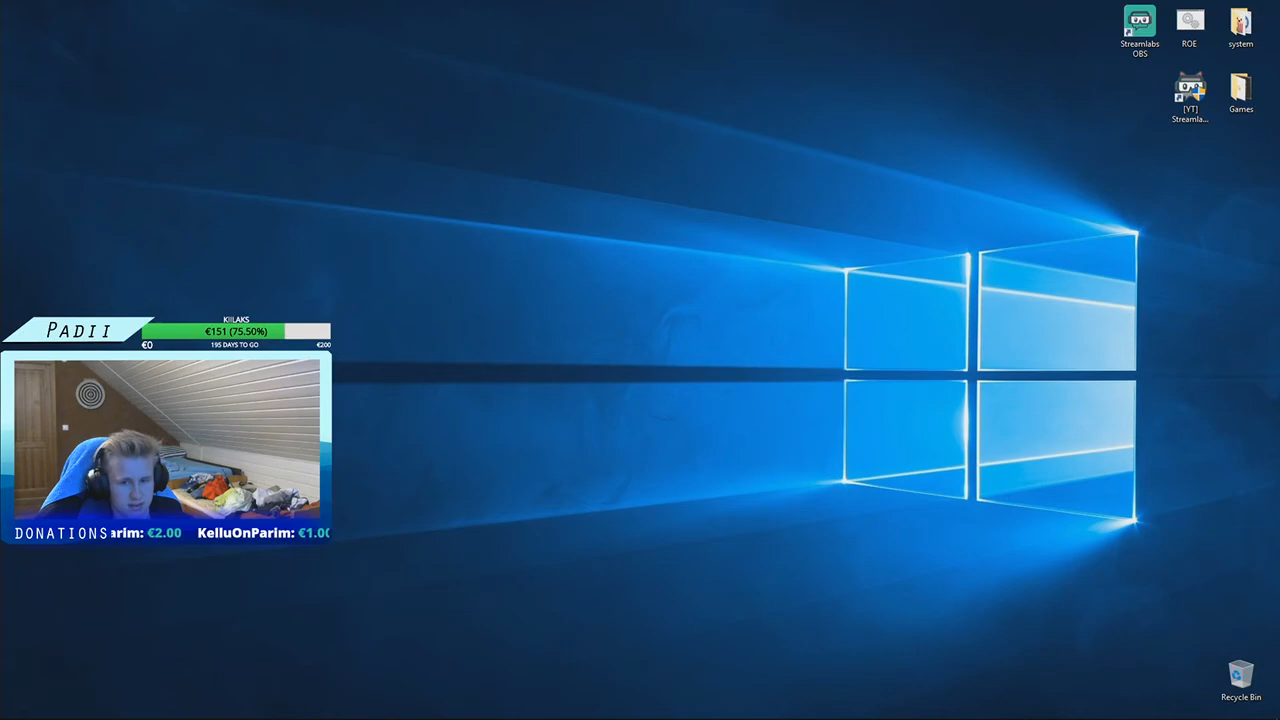 Streamlabs
OBS
ROE
system
[YT]
Streamla...
Games
PADII
KIILAKS
€151 (75.50%)
€0
195 DAYS TO GO
€200
DONATIONS
arim: €2.00 KelluOnParim: €1.00
Recycle Bin